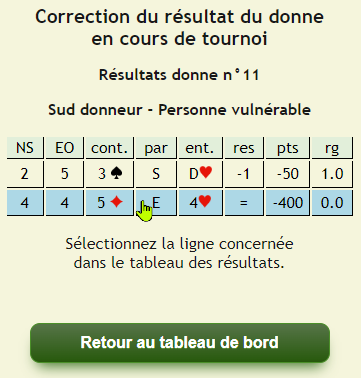 Correction du résultat du donne
en cours de tournoi
Résultats donne n°11
Sud donneur - Personne vulnérable
NS EO cont. par ent. res pts rg
2 5 3 ♠ S D♥ -1 -50 1.0
4 4 5 ♦ E 4♥ = -400 0.0
Sélectionnez la ligne concernée
dans le tableau des résultats.
Retour au tableau de bord